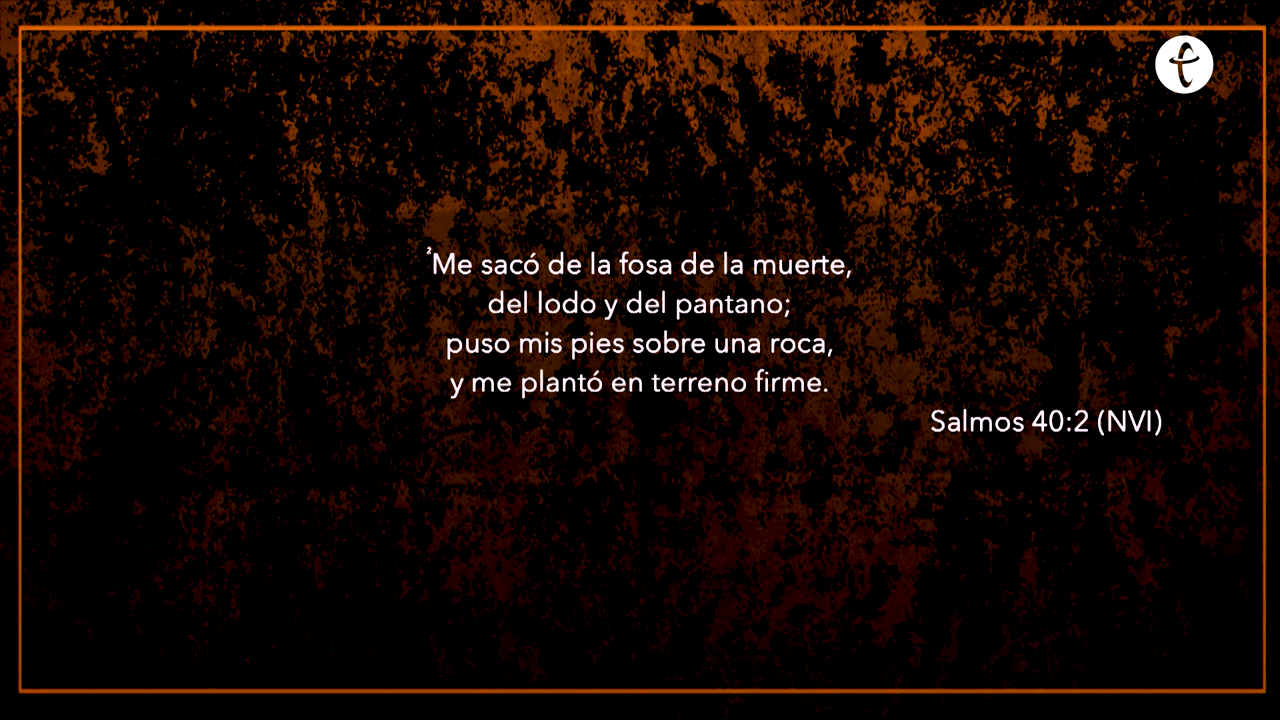 ²Me sacó de la fosa de la muerte,
del lodo y del pantano;
puso mis pies sobre una roca,
y me plantó en terreno firme.
Salmos 40:2 (NVI)